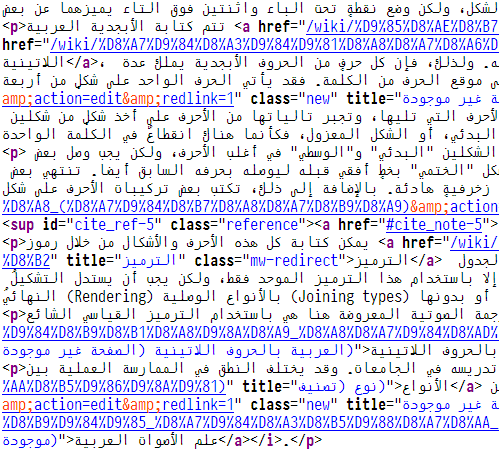 لشكل، ولكن وضع نقطةٍ تحت الباء واثنتين فوق التاء يميزهما عن بعض
<p>تتم كتابة الأبجدية العربية <a href="/wiki/%D9%85%D8%AE%D8%B7
href="/wiki/%D8%A7%D9%84%D8%A3%D9%84%D9%81%D8%A8%D8%A7%D8%A6%D
اللاتينية</a>، ه. ولذلك، فإن كل حرفٍ من الحروف الأبجدية يملك عدة
ى موقع الحرف من الكلمة. فقد يأتي الحرف الواحد على شكلٍ من أربعة
amp;action=edit&amp;redlink=1" class="new" title="ة غير موجودة
لأحرف التي تليها، وتجبر تالياتها من الأحرف على أخذ شكلٍ من شكلين
البدئي، أو الشكل المعزول، فكأنما هناك انقطاعٌ في الكلمة الواحدة
<p> الشكلين "البدئي" و"الوسطي" في أغلب الأحرف، ولكن يجب وصل بعض
كل "الختمي" بخطٍ أفقي قبله ليوصله بحرفه السابق أيضا. تنتهي بعض
زخرفيةٍ هادئة. بالإضافة إلى ذلك، تكتب بعض تركيبات الأحرف على شكل
%D8%A8_(%D8%A7%D9%84%D8%B7%D8%A8%D8%A7%D8%B9%D8%A9)&amp;action
<sup id="cite_ref-5" class="reference"><a href="#cite_note-5">
<p>يمكن كتابة كل هذه الأحرف والأشكال من خلال رموز <a href="/wiki/
%D8%B2" title="الترميز" class="mw-redirect">الترميز</a> لجدول
إلا باستخدام هذا الترميز الموحد فقط، ولكن يجب أن يستدل التشكيل
النهائيُ (Rendering) بالأنواع الوصلية (Joining types) أو بدونها
<p>جمة الصوتية المعروضة هنا هي باستخدام الترميز القياسي الشائع
%D9%84%D8%B9%D8%B1%D8%A8%D9%8A%D8%A9_%D8%A8%D8%A7%D9%84%D8%AD%
العربية بالحروف اللاتينية (الصفحة غير موجودة)">بالحروف اللاتينية
<p>تدريسه في الجامعات. وقد يختلف النطق في الممارسة العملية بين
%AA%D8%B5%D9%86%D9%8A%D9%81)" title="نوع (تصنيف)">الأنواع</a> ن
amp;action=edit&amp;redlink=1" class="new" title="ة غير موجودة
%D8%B9%D9%84%D9%85_%D8%A7%D9%84%D8%A3%D8%B5%D9%88%D8%A7%D8%AA_
موجودة)">علم الأصوات العربية</a></i>.</p>